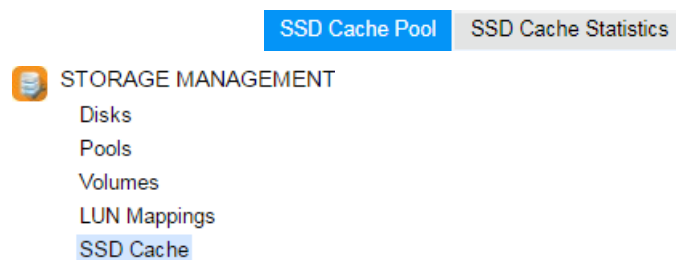 SSD Cache Pool SSD Cache Statistics
STORAGE MANAGEMENT
Disks
Pools
Volumes
LUN Mappings
SSD Cache